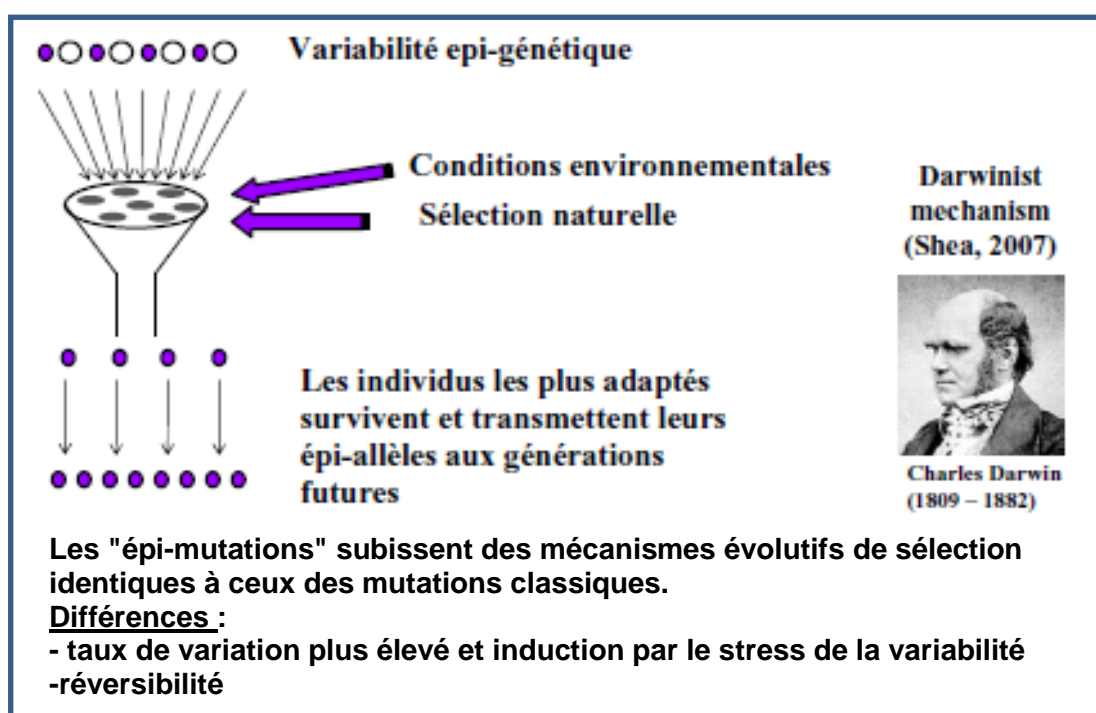 Variabilité epi-génétique
Conditions environnementales
Sélection naturelle
Darwinist
mechanism
(Shea, 2007)
Les individus les plus adaptés
survivent et transmettent leurs
épi-allèles aux générations
futures
Charles Darwin
(1809 – 1882)
Les "épi-mutations" subissent des mécanismes évolutifs de sélection
identiques à ceux des mutations classiques.
Différences :
- taux de variation plus élevé et induction par le stress de la variabilité
-réversibilité